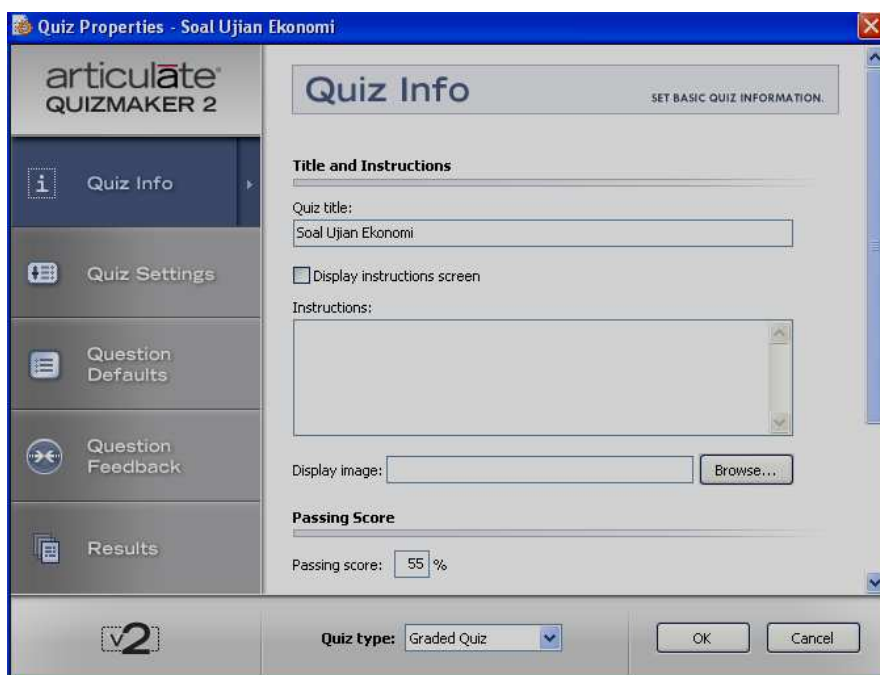 Quiz Properties - Soal Ujian Ekonomi
articulate®
QUIZMAKER 2
Quiz Info
Quiz Settings
Question
Defaults
Question
Feedback
Results
Quiz Info
SET BASIC QUIZ INFORMATION.
Title and Instructions
Quiz title:
Soal Ujian Ekonomi
Display instructions screen
Instructions:
Display image:
Browse...
Passing Score
Passing score: 55 %
v2
Quiz type: Graded Quiz
OK
Cancel